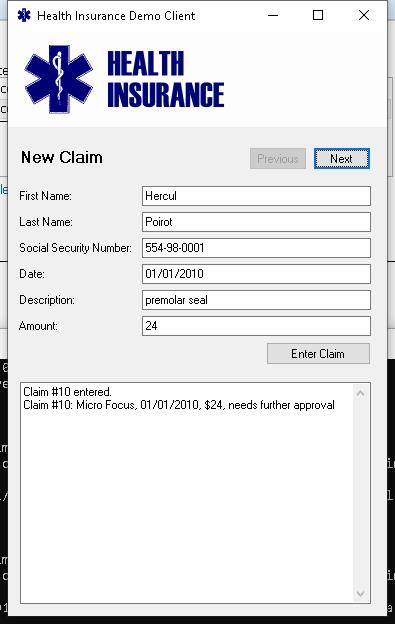 Health Insurance Demo Client
HEALTH
INSURANCE
New Claim
Previous
Next
First Name: Hercul
Last Name: Poirot
Social Security Number: 554-98-0001
Date: 01/01/2010
Description: premolar seal
Amount: 24
Enter Claim
Claim #10 entered.
Claim #10: Micro Focus, 01/01/2010, $24, needs further approval